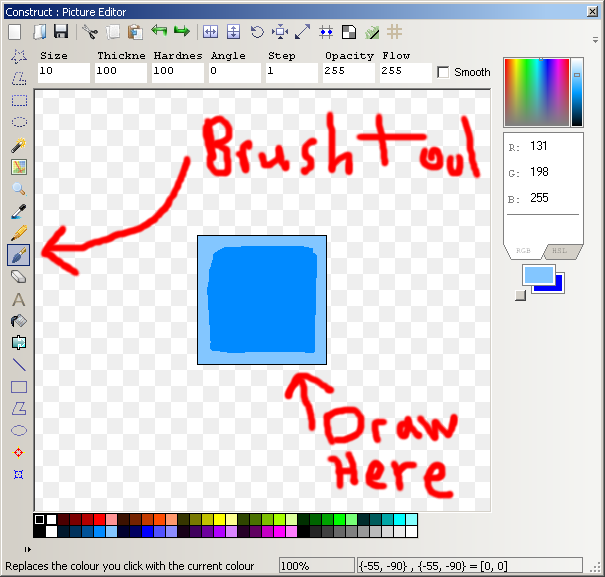 Construct : Picture Editor
Size Thickne Hardnes Angle Step Opacity Flow
10 100 100 0 1 255 255 Smooth
Brush Toul
R: 131
G: 198
B: 255
RGB HSL
Draw
Here
Replaces the colour you click with the current colour 100% {-55, -90} , {-55, -90} = [0, 0]